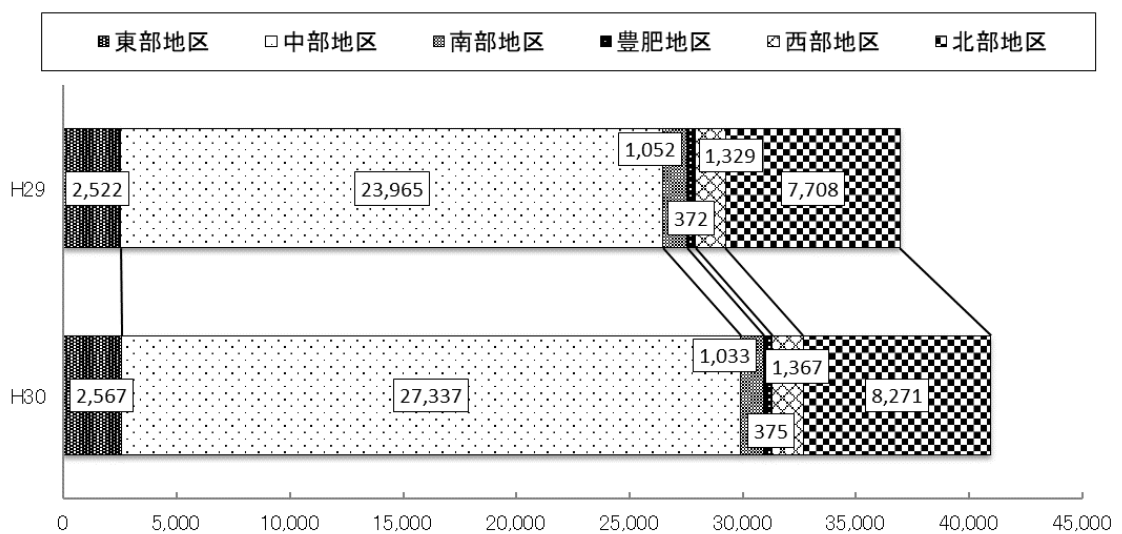 東部地区 中部地区 南部地区 豊肥地区 西部地区 北部地区
H29 2,522 23,965 1,052 372 1,329 7,708
H30 2,567 27,337 1,033 375 1,367 8,271
0 5,000 10,000 15,000 20,000 25,000 30,000 35,000 40,000 45,000